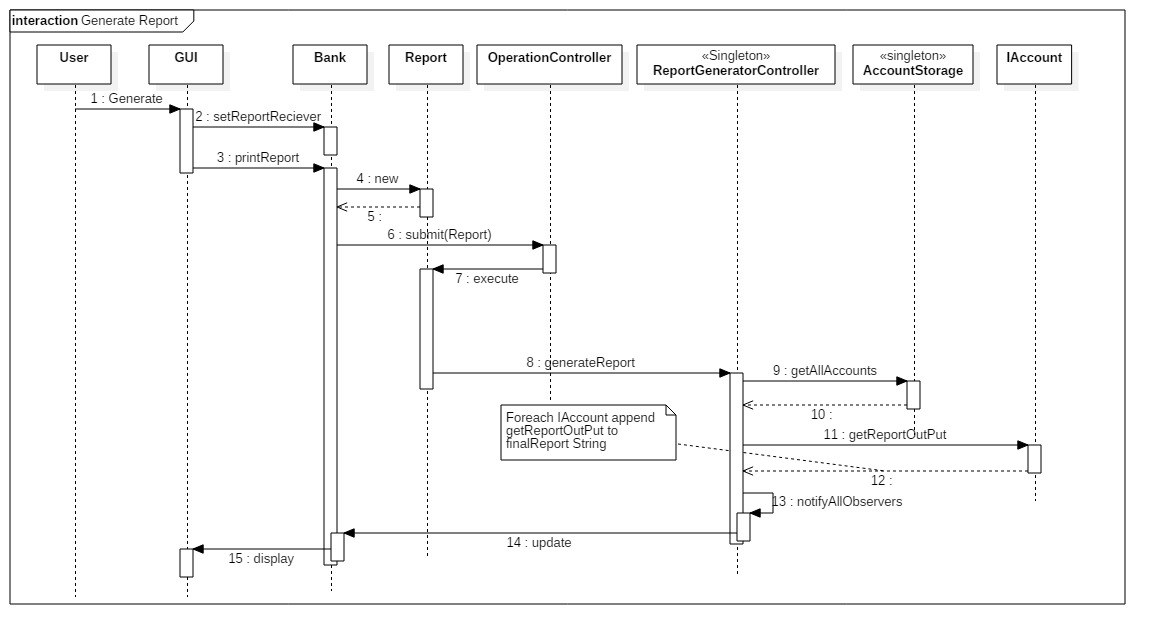 interaction Generate Report
User
GUI
Bank
Report
OperationController
«Singleton»
ReportGeneratorController
«singleton»
AccountStorage
IAccount
1 : Generate
2 : setReportReciever
3 : printReport
4 : new
5 :
6 : submit(Report)
7 : execute
8 : generateReport
9 : getAllAccounts
10 :
Foreach IAccount append
getReportOutPut to
finalReport String
11 : getReportOutPut
12 :
13 : notifyAllObservers
14 : update
15 : display